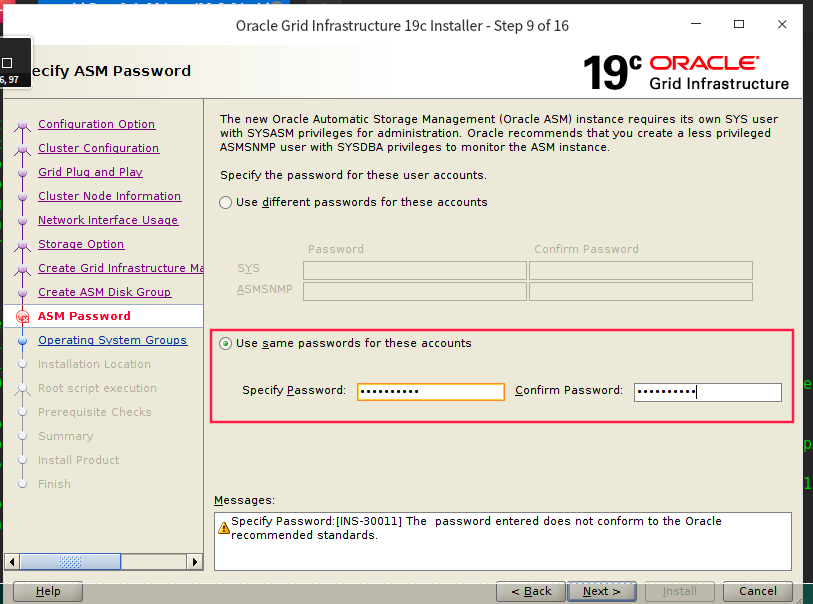 Oracle Grid Infrastructure 19c Installer - Step 9 of 16
6, 97
ecify ASM Password
19c ORACLE
Grid Infrastructure
Configuration Option
Cluster Configuration
Grid Plug and Play
Cluster Node Information
Network Interface Usage
Storage Option
Create Grid Infrastructure Ma
Create ASM Disk Group
ASM Password
Operating System Groups
Installation Location
Root script execution
Prerequisite Checks
Summary
Install Product
Finish
The new Oracle Automatic Storage Management (Oracle ASM) instance requires its own SYS user
with SYSASM privileges for administration. Oracle recommends that you create a less privileged
ASMSNMP user with SYSDBA privileges to monitor the ASM instance.
Specify the password for these user accounts.
Use different passwords for these accounts
Password Confirm Password
SYS
ASMSNMP
Use same passwords for these accounts
Specify Password: •••••••••• Confirm Password: ••••••••••
Messages:
Specify Password:[INS-30011] The password entered does not conform to the Oracle
recommended standards.
Help < Back Next > Install Cancel